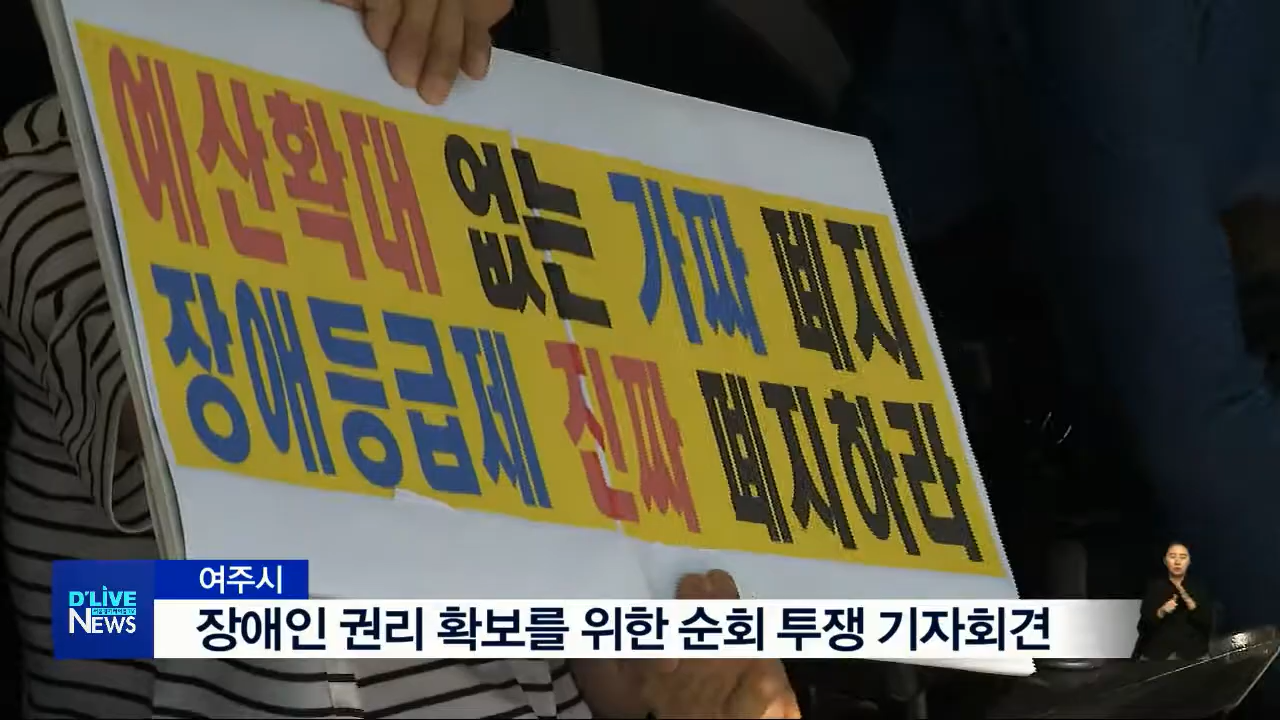 예산확대 없는 가짜 폐지
장애등급제 진짜 폐지하라
여주시
D'LIVE
NEWS
장애인 권리 확보를 위한 순회 투쟁 기자회견